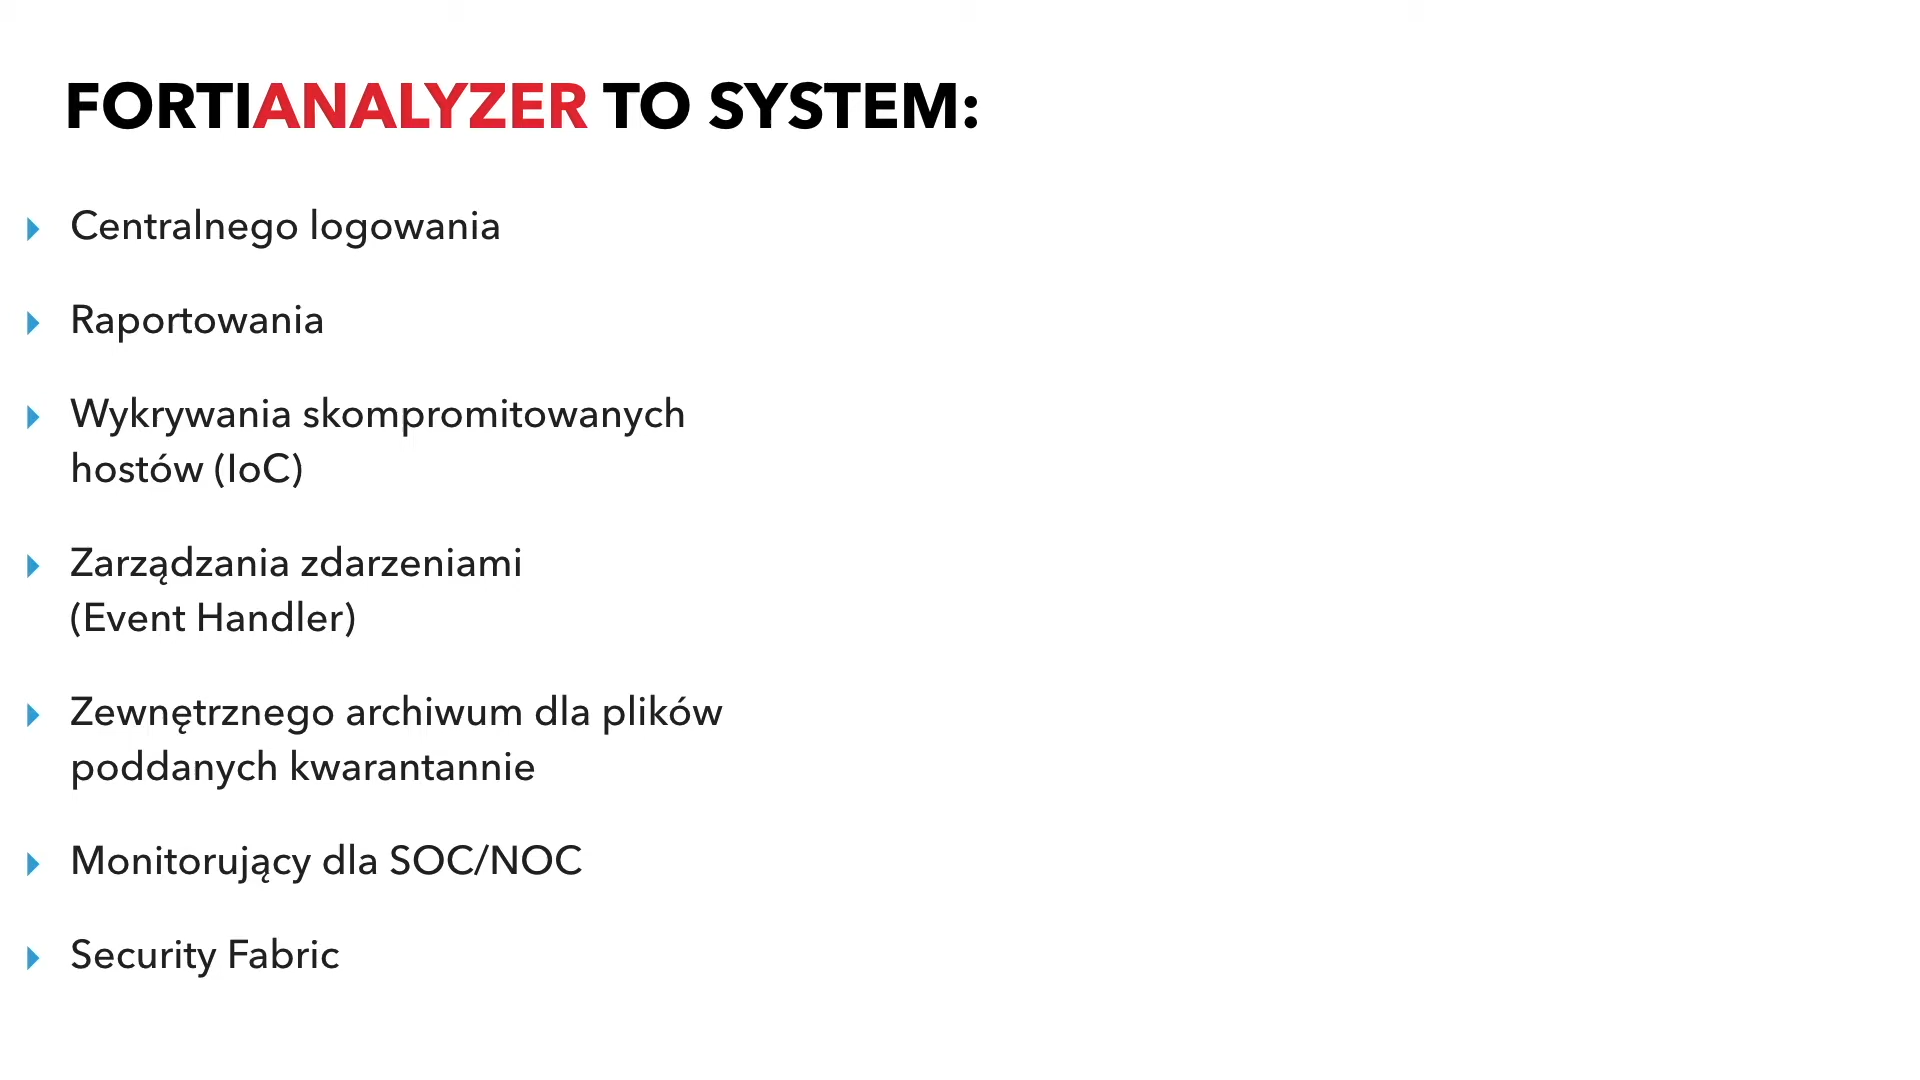 FORTIANALYZER TO SYSTEM:
Centralnego logowania
Raportowania
Wykrywania skompromitowanych
hostów (IoC)
Zarządzania zdarzeniami
(Event Handler)
Zewnętrznego archiwum dla plików
poddanych kwarantannie
Monitorujący dla SOC/NOC
Security Fabric